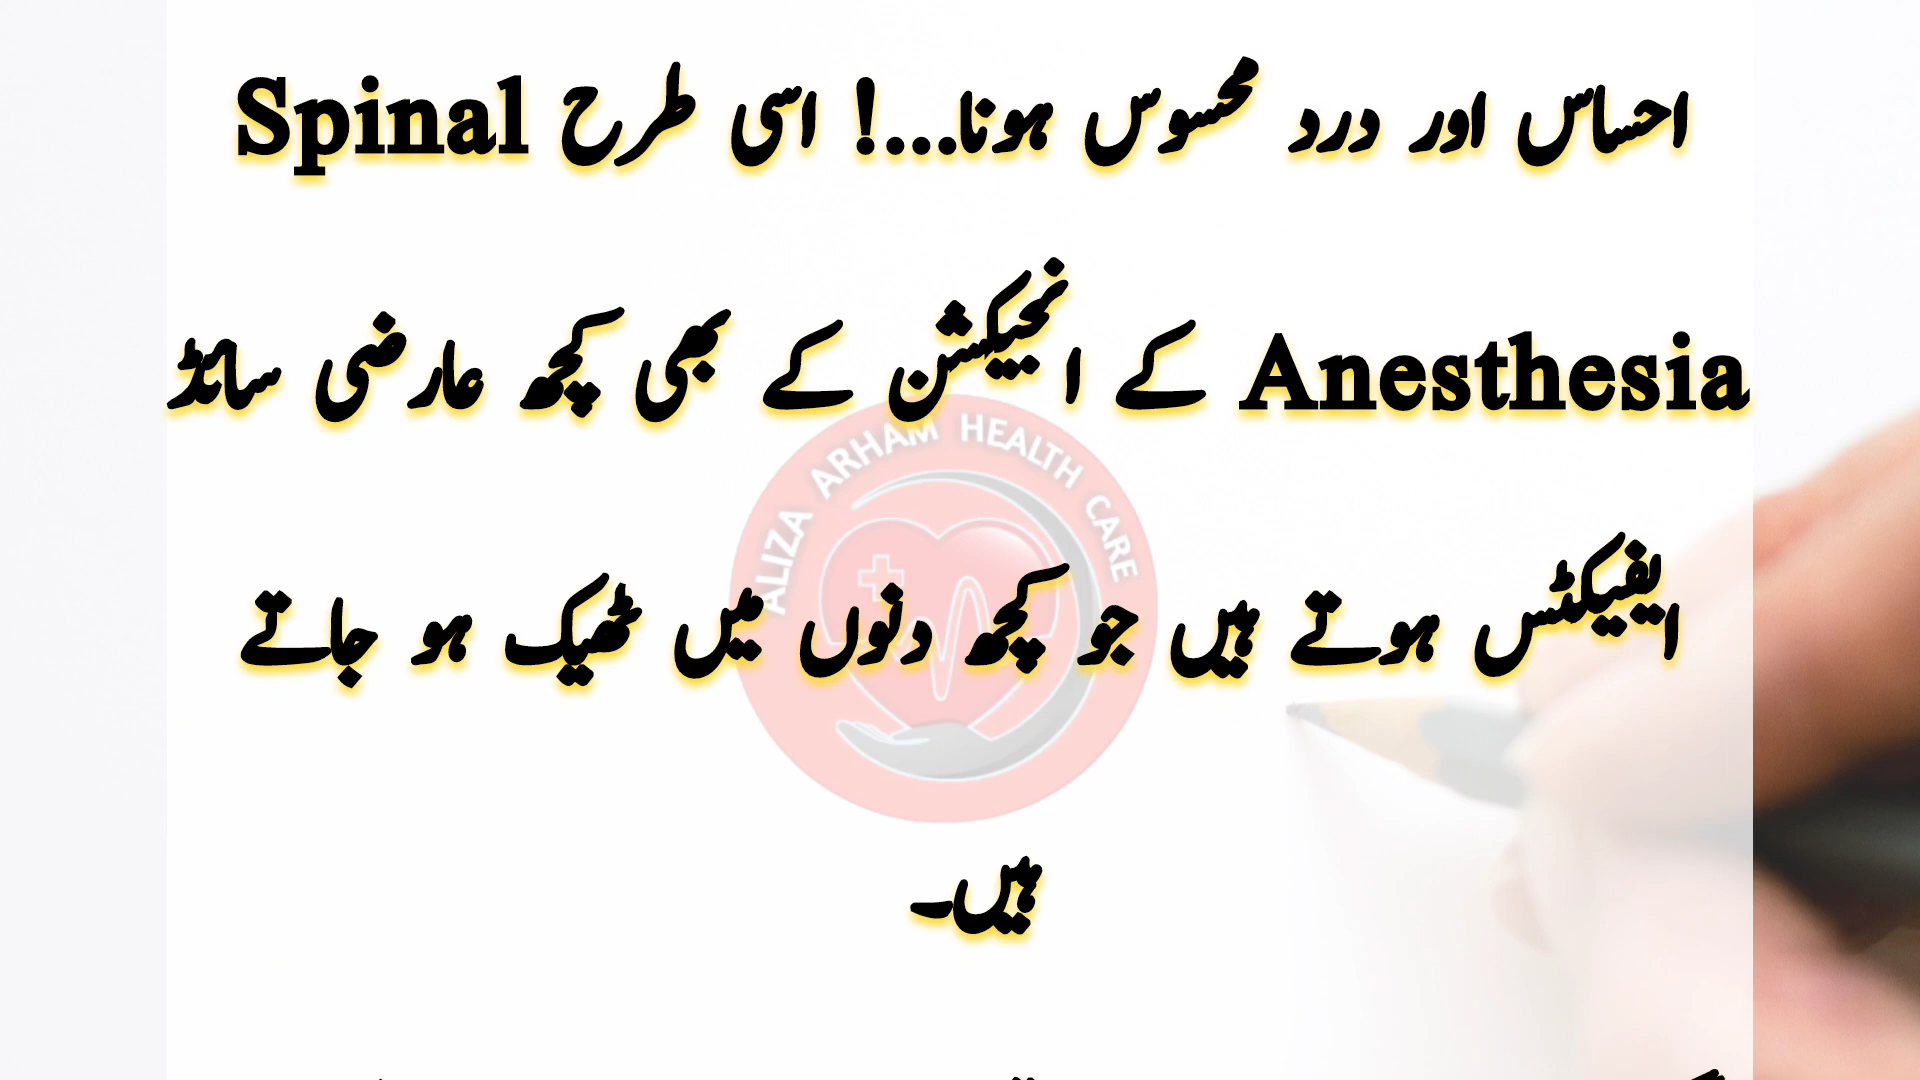 احساس اور درد محسوس ہونا...! اسی طرح Spinal
Anesthesia کے انجیکشن کے بھی کچھ عارضی سائڈ
ایفیکٹس ہوتے ہیں جو کچھ دنوں میں ٹھیک ہو جاتے
ہیں۔
ALIZA ARHAM HEALTH CARE